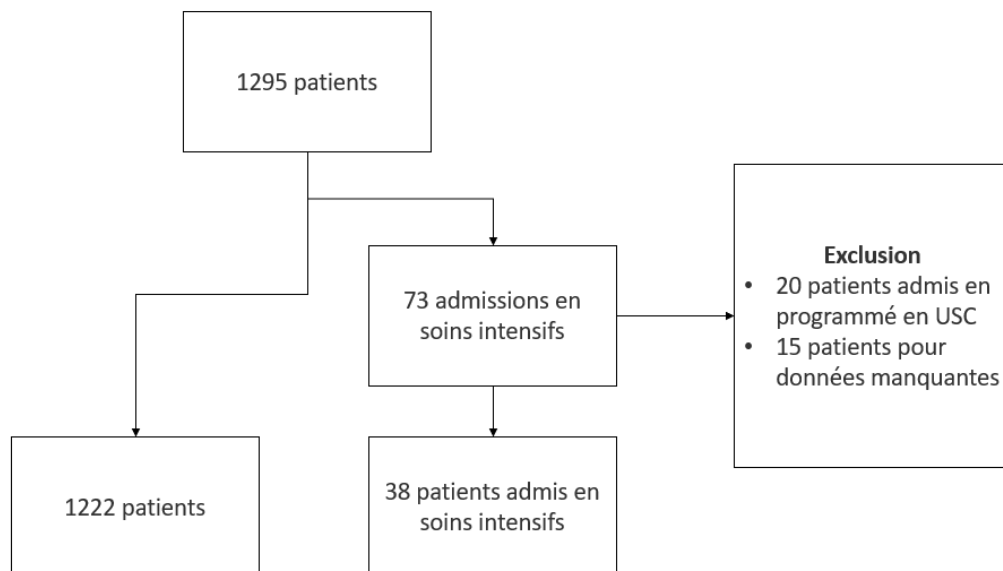 1295 patients
73 admissions en
soins intensifs
Exclusion
• 20 patients admis en
programmé en USC
• 15 patients pour
données manquantes
1222 patients
38 patients admis en
soins intensifs